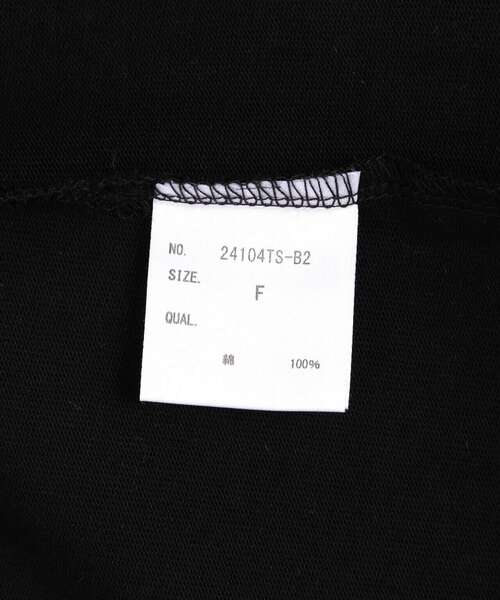 NO. 24104TS-B2
SIZE. F
QUAL.
綿 100%